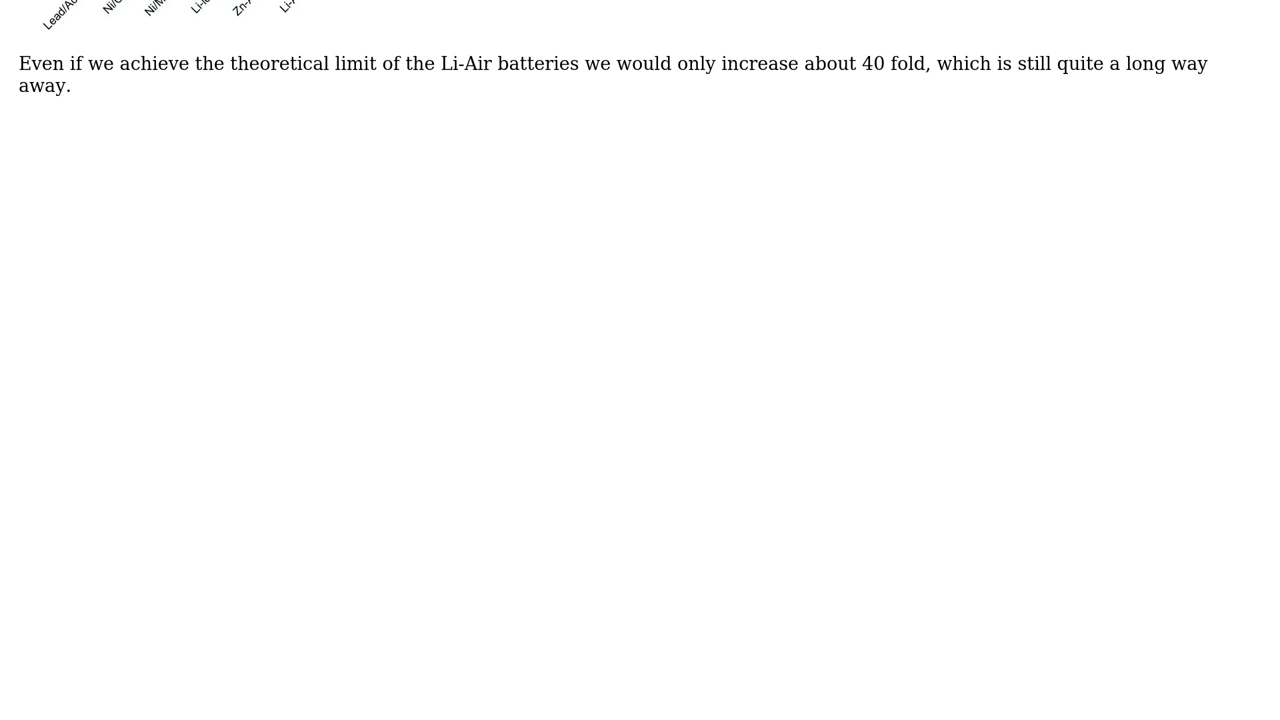 Even if we achieve the theoretical limit of the Li-Air batteries we would only increase about 40 fold, which is still quite a long way
away.